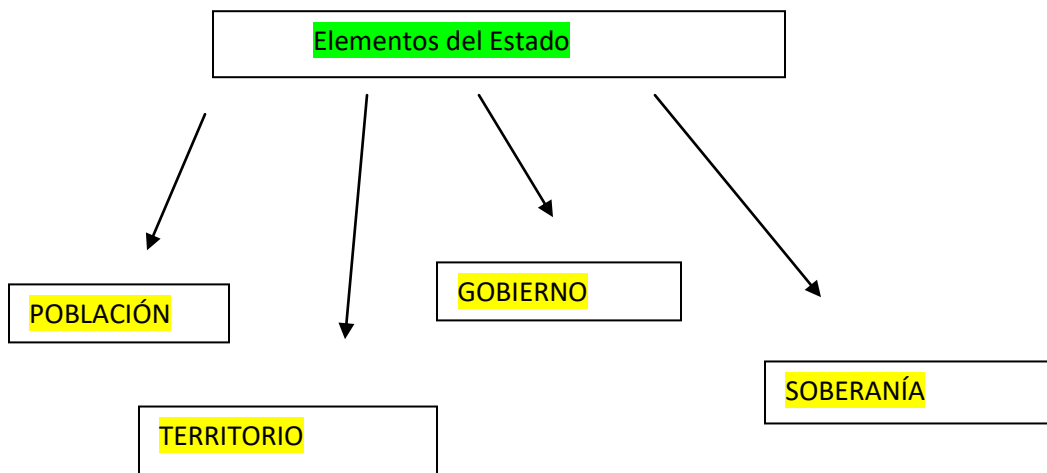 Elementos del Estado
POBLACIÓN
TERRITORIO
GOBIERNO
SOBERANÍA